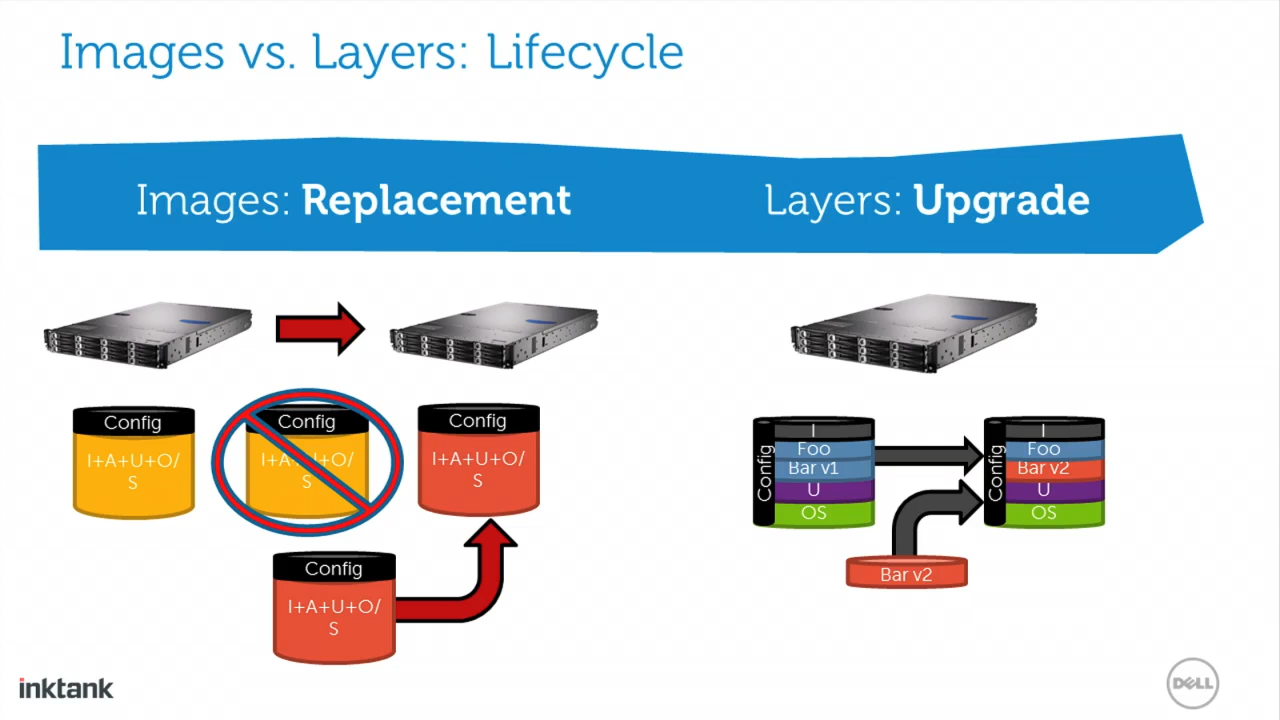 Images vs. Layers: Lifecycle
Images: Replacement
Layers: Upgrade
Config
I+A+U+O/
S
Config
I+A+U+O/
S
Config
I+A+U+O/
S
Config
I+A+U+O/
S
Config
I
Foo
Bar v1
U
OS
Config
I
Foo
Bar v2
U
OS
Bar v2
inktank
DELL